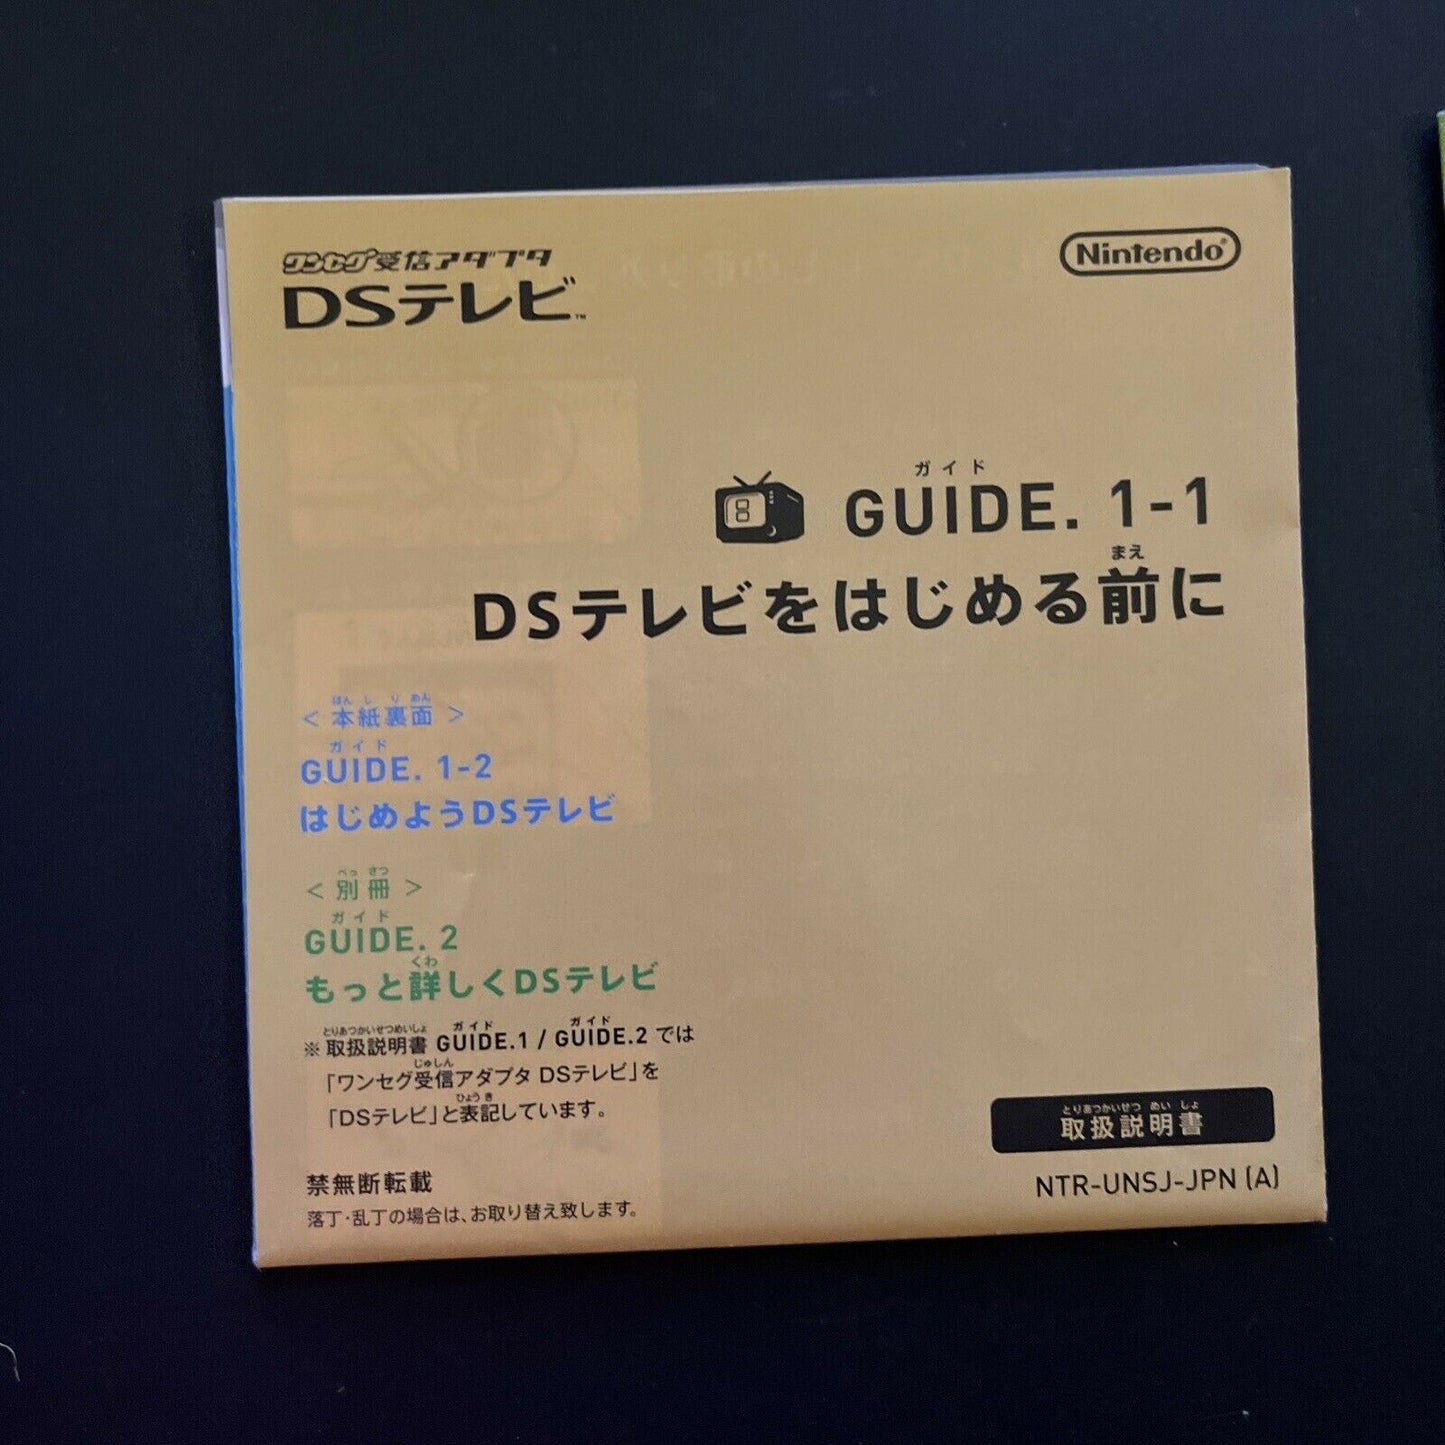 ワンセグ受信アダプタ
DSテレビ™
Nintendo®
ガイド
GUIDE. 1-1
まえ
DSテレビをはじめる前に
ほんしりめん
＜本紙裏面＞
ガイド
GUIDE. 1-2
はじめようDSテレビ
べっさつ
＜別冊＞
ガイド
GUIDE. 2
くわ
もっと詳しくDSテレビ
とりあつかいせつめいしょ ガイド ガイド
※取扱説明書 GUIDE.1 / GUIDE.2 では
じゅしん
「ワンセグ受信アダプタ DSテレビ」を
ひょうき
「DSテレビ」と表記しています。
禁無断転載
落丁・乱丁の場合は、お取り替え致します。
とりあつかいせつめいしょ
取扱説明書
NTR-UNSJ-JPN (A)